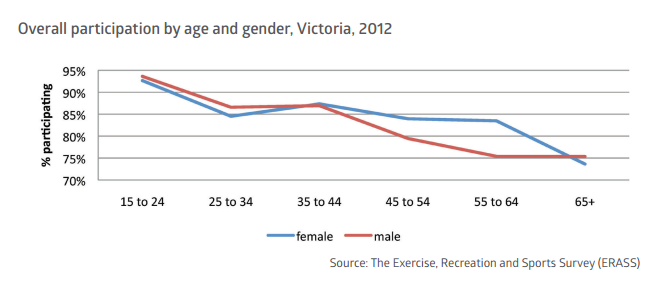 Overall participation by age and gender, Victoria, 2012
95%
90%
85%
80%
75%
70%
% participating
15 to 24 25 to 34 35 to 44 45 to 54 55 to 64 65+
female male
Source: The Exercise, Recreation and Sports Survey (ERASS)